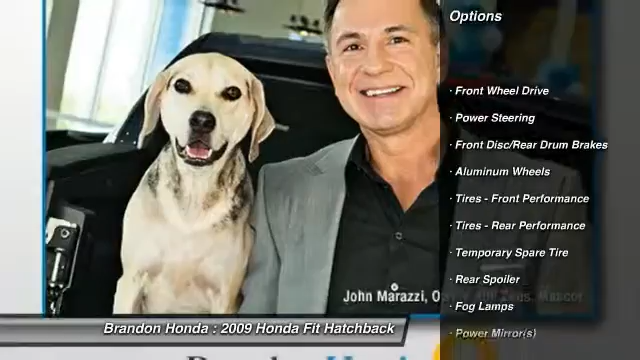 Options
· Front Wheel Drive
· Power Steering
· Front Disc/Rear Drum Brakes
· Aluminum Wheels
· Tires - Front Performance
· Tires - Rear Performance
· Temporary Spare Tire
· Rear Spoiler
· Fog Lamps
· Power Mirror(s)
John Marazzi, Mascot
Brandon Honda : 2009 Honda Fit Hatchback